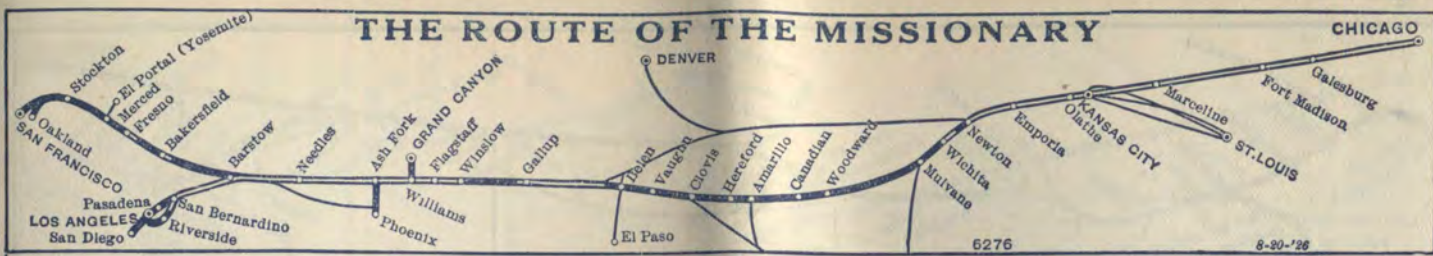 THE ROUTE OF THE MISSIONARY
CHICAGO
Galesburg
Fort Madison
Marceline
ST. LOUIS
KANSAS CITY
Olathe
Emporia
Newton
Wichita
Mulvane
DENVER
Woodward
Canadian
Amarillo
Hereford
Clovis
Vaughn
Belen
El Paso
Gallup
Winslow
Flagstaff
GRAND CANYON
Williams
Ash Fork
Phoenix
Needles
Barstow
Bakersfield
Fresno
Merced
El Portal (Yosemite)
Stockton
Oakland
SAN FRANCISCO
Pasadena
LOS ANGELES
San Bernardino
Riverside
San Diego
6276
8-20-'26